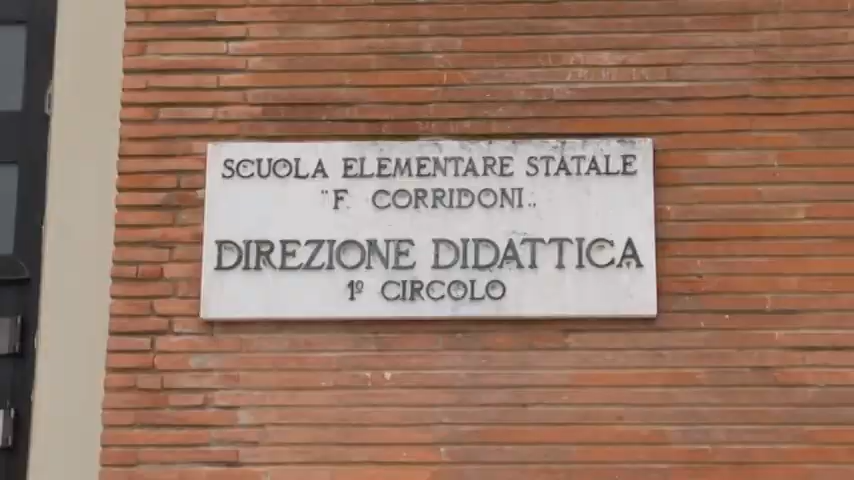 SCUOLA ELEMENTARE STATALE
"F. CORRIDONI"
DIREZIONE DIDATTICA
1º CIRCOLO